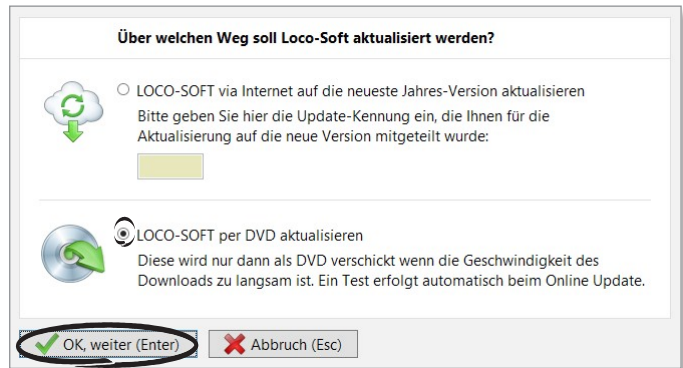 Über welchen Weg soll Loco-Soft aktualisiert werden?
LOCO-SOFT via Internet auf die neueste Jahres-Version aktualisieren
Bitte geben Sie hier die Update-Kennung ein, die Ihnen für die
Aktualisierung auf die neue Version mitgeteilt wurde:
LOCO-SOFT per DVD aktualisieren
Diese wird nur dann als DVD verschickt wenn die Geschwindigkeit des
Downloads zu langsam ist. Ein Test erfolgt automatisch beim Online Update.
OK, weiter (Enter) Abbruch (Esc)